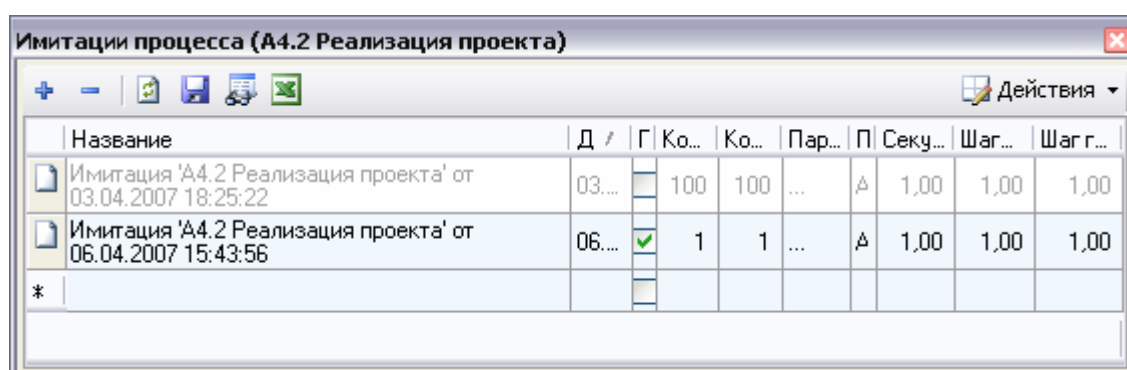 Имитации процесса (А4.2 Реализация проекта)
Действия
Название Д / Г Ко... Ко... Пар... П Секу... Шаг... Шаг г...
Имитация 'А4.2 Реализация проекта' от
03.04.2007 18:25:22
03.... 100 100 ... А 1,00 1,00 1,00
Имитация 'А4.2 Реализация проекта' от
06.04.2007 15:43:56
06.... 1 1 ... А 1,00 1,00 1,00
*